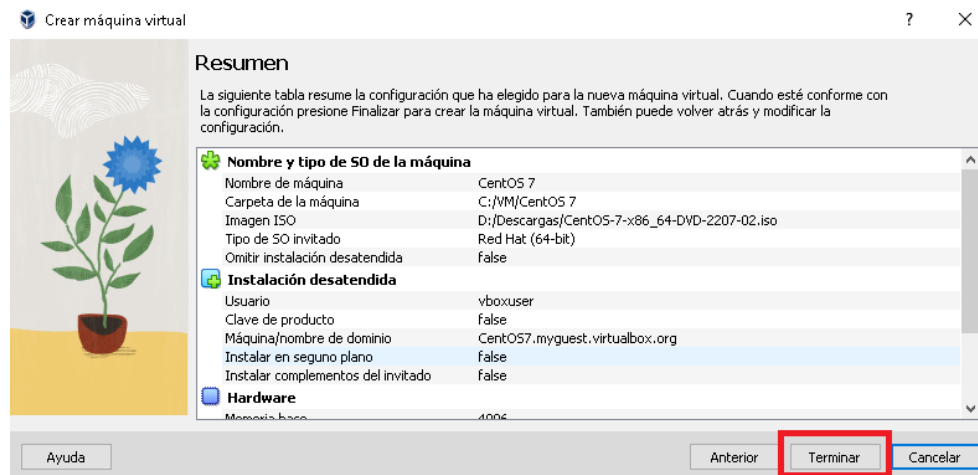 Crear máquina virtual
?
Resumen
La siguiente tabla resume la configuración que ha elegido para la nueva máquina virtual. Cuando esté conforme con
la configuración presione Finalizar para crear la máquina virtual. También puede volver atrás y modificar la
configuración.
Nombre y tipo de SO de la máquina
Nombre de máquina CentOS 7
Carpeta de la máquina C:/VM/CentOS 7
Imagen ISO D:/Descargas/CentOS-7-x86_64-DVD-2207-02.iso
Tipo de SO invitado Red Hat (64-bit)
Omitir instalación desatendida false
Instalación desatendida
Usuario vboxuser
Clave de producto false
Máquina/nombre de dominio CentOS7.myguest.virtualbox.org
Instalar en seguno plano false
Instalar complementos del invitado false
Hardware
Memoria base 4096
Ayuda Anterior Terminar Cancelar